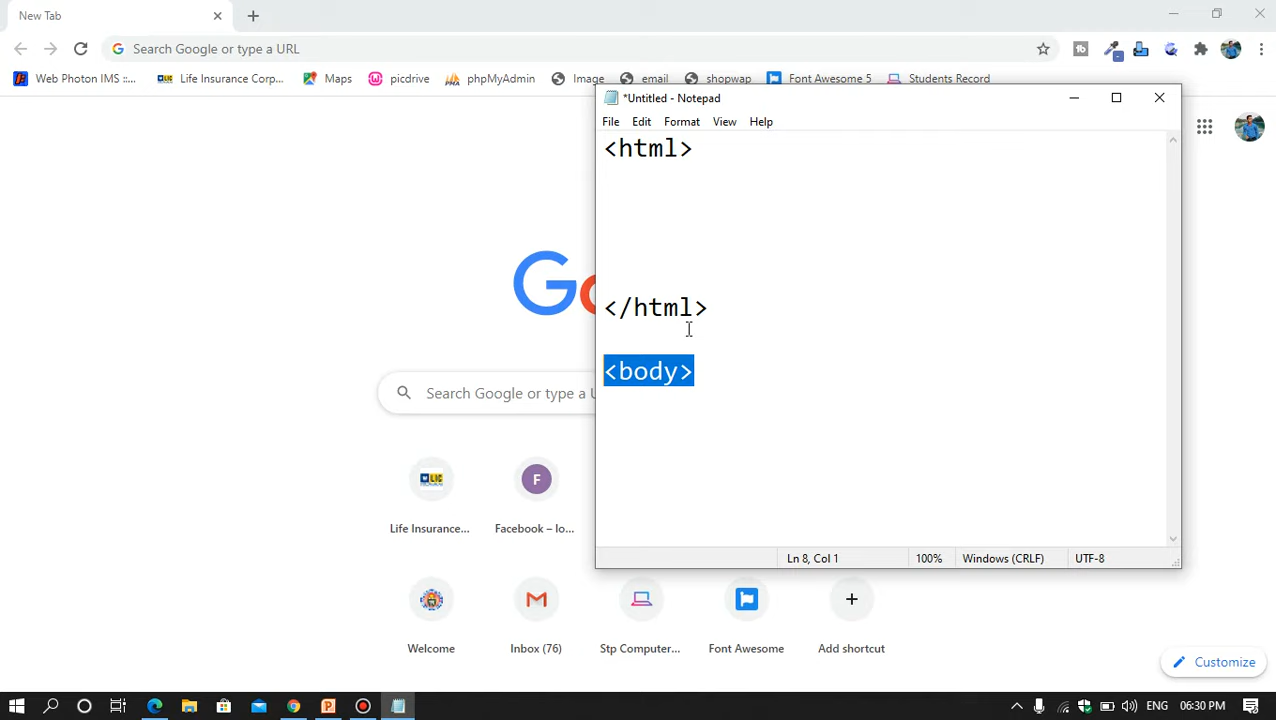 New Tab
Search Google or type a URL
Web Photon IMS ::...
Life Insurance Corp...
Maps
picdrive
phpMyAdmin
Image
email
shopwap
Font Awesome 5
Students Record
*Untitled - Notepad
File Edit Format View Help
<html>
</html>
<body>
Search Google or type a U
F
Life Insurance...
Facebook – lo...
Ln 8, Col 1
100%
Windows (CRLF)
UTF-8
Welcome
Inbox (76)
Stp Computer...
Font Awesome
Add shortcut
Customize
ENG
06:30 PM